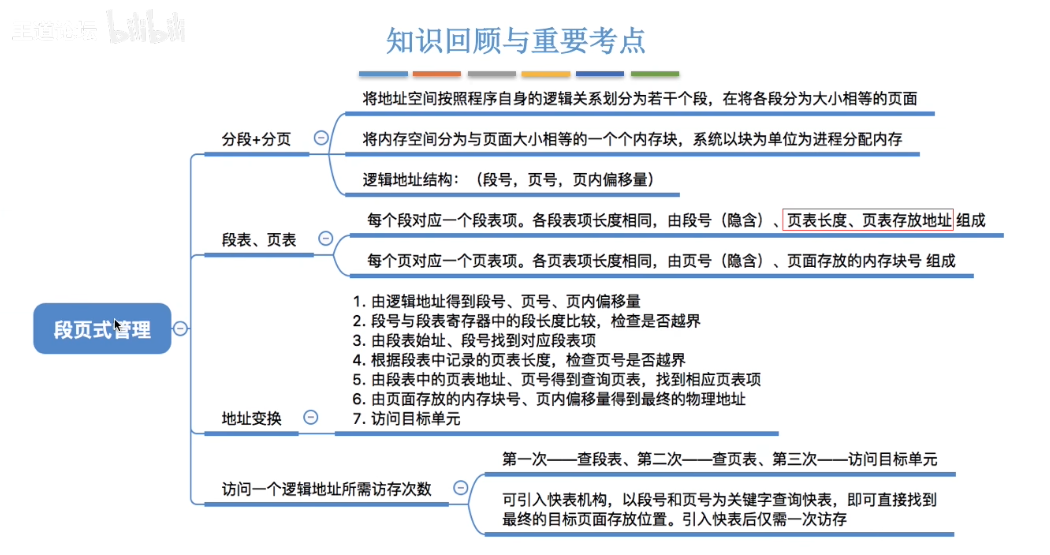 王道论坛 bilibili
知识回顾与重要考点
段页式管理
分段+分页
将地址空间按照程序自身的逻辑关系划分为若干个段，在将各段分为大小相等的页面
将内存空间分为与页面大小相等的一个个内存块，系统以块为单位为进程分配内存
逻辑地址结构：（段号，页号，页内偏移量）
段表、页表
每个段对应一个段表项。各段表项长度相同，由段号（隐含）、页表长度、页表存放地址 组成
每个页对应一个页表项。各页表项长度相同，由页号（隐含）、页面存放的内存块号 组成
地址变换
1. 由逻辑地址得到段号、页号、页内偏移量
2. 段号与段表寄存器中的段长度比较，检查是否越界
3. 由段表始址、段号找到对应段表项
4. 根据段表中记录的页表长度，检查页号是否越界
5. 由段表中的页表地址、页号得到查询页表，找到相应页表项
6. 由页面存放的内存块号、页内偏移量得到最终的物理地址
7. 访问目标单元
访问一个逻辑地址所需访存次数
第一次——查段表、第二次——查页表、第三次——访问目标单元
可引入快表机构，以段号和页号为关键字查询快表，即可直接找到
最终的目标页面存放位置。引入快表后仅需一次访存